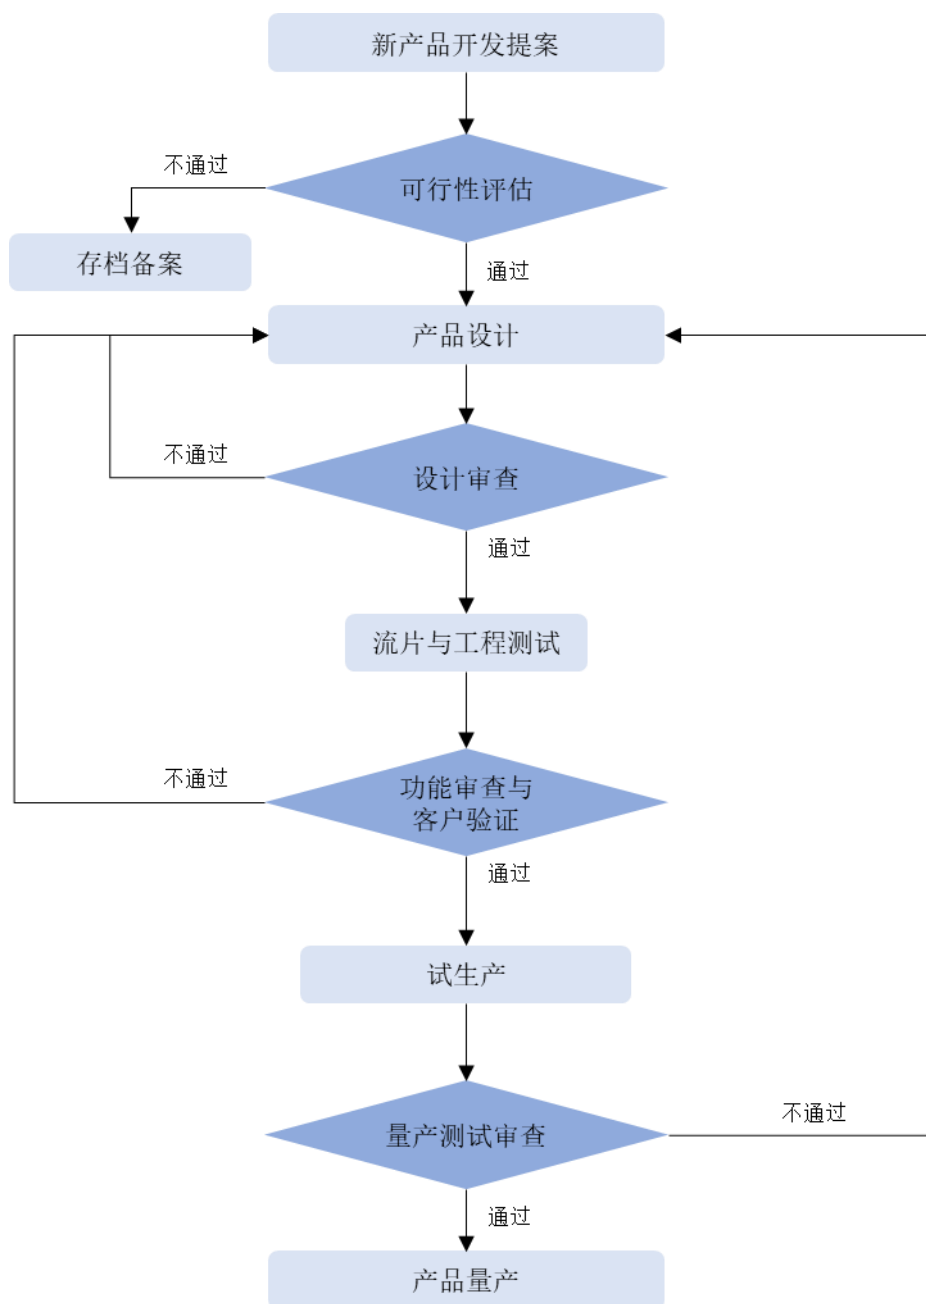 新产品开发提案
不通过
可行性评估
存档备案
通过
产品设计
不通过
设计审查
通过
流片与工程测试
不通过
功能审查与
客户验证
通过
试生产
不通过
量产测试审查
通过
产品量产